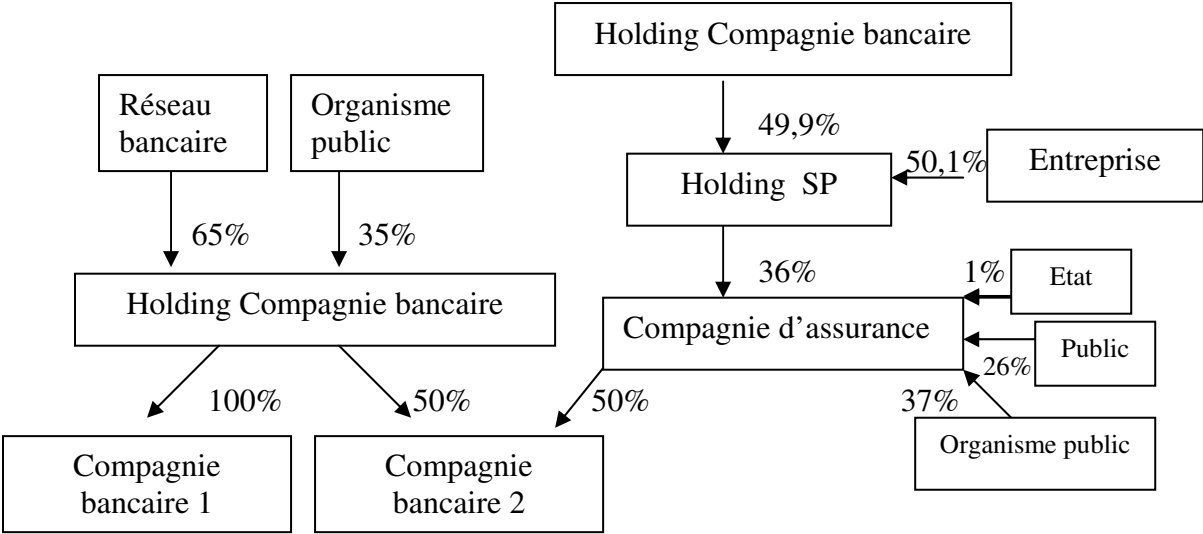 Holding Compagnie bancaire
Réseau
bancaire
Organisme
public
49,9%
50,1%
Entreprise
Holding SP
65%
35%
36%
1%
Etat
Holding Compagnie bancaire
Compagnie d'assurance
Public
26%
100%
50%
50%
37%
Organisme public
Compagnie
bancaire 1
Compagnie
bancaire 2